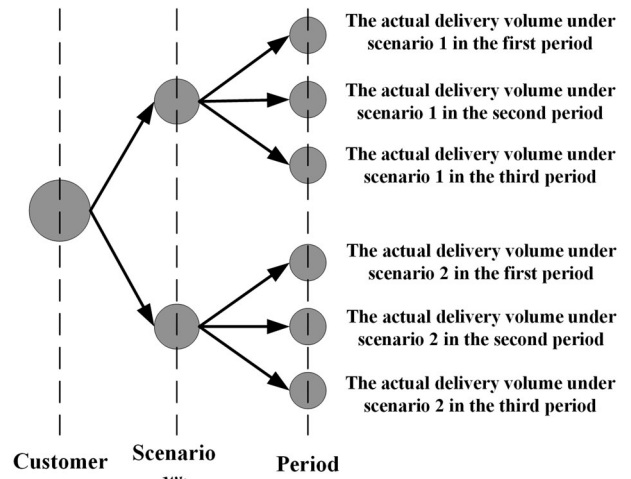 The actual delivery volume under
scenario 1 in the first period
The actual delivery volume under
scenario 1 in the second period
The actual delivery volume under
scenario 1 in the third period
The actual delivery volume under
scenario 2 in the first period
The actual delivery volume under
scenario 2 in the second period
The actual delivery volume under
scenario 2 in the third period
Customer
Scenario
Period